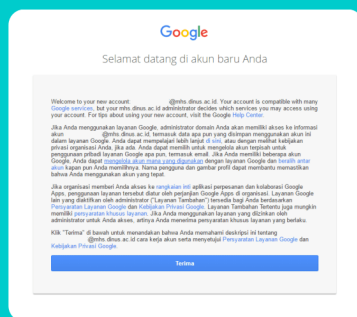 Google
Selamat datang di akun baru Anda
Welcome to your new account: @mhs.dinus.ac.id. Your account is compatible with many
Google services, but your mhs.dinus.ac.id administrator decides which services you may access using
your account. For tips about using your new account, visit the Google Help Center.
Jika Anda menggunakan layanan Google, administrator domain Anda akan memiliki akses ke informasi
akun @mhs.dinus.ac.id, termasuk data apa pun yang disimpan menggunakan akun ini
dalam layanan Google. Anda dapat mempelajari lebih lanjut di sini, atau dengan melihat kebijakan
privasi organisasi Anda, jika ada. Anda dapat memilih untuk mengelola akun terpisah untuk
penggunaan pribadi layanan Google apa pun, termasuk email. Jika Anda memiliki beberapa akun
Google, Anda dapat mengelola akun mana yang digunakan dengan layanan Google dan beralih antar
akun kapan pun Anda memilihnya. Nama pengguna dan gambar profil dapat membantu memastikan
bahwa Anda menggunakan akun yang tepat.
Jika organisasi memberi Anda akses ke rangkaian inti aplikasi perpesanan dan kolaborasi Google
Apps, penggunaan layanan tersebut diatur oleh perjanjian Google Apps di organisasi. Layanan Google
lain yang diaktifkan oleh administrator ("Layanan Tambahan") tersedia bagi Anda berdasarkan
Persyaratan Layanan Google dan Kebijakan Privasi Google. Layanan Tambahan Tertentu juga mungkin
memiliki persyaratan khusus layanan. Jika Anda menggunakan layanan yang diizinkan oleh
administrator untuk Anda akses, artinya Anda menerima persyaratan khusus layanan yang berlaku.
Klik "Terima" di bawah untuk menandakan bahwa Anda memahami deskripsi ini tentang
@mhs.dinus.ac.id cara kerja akun serta menyetujui Persyaratan Layanan Google dan
Kebijakan Privasi Google.
Terima